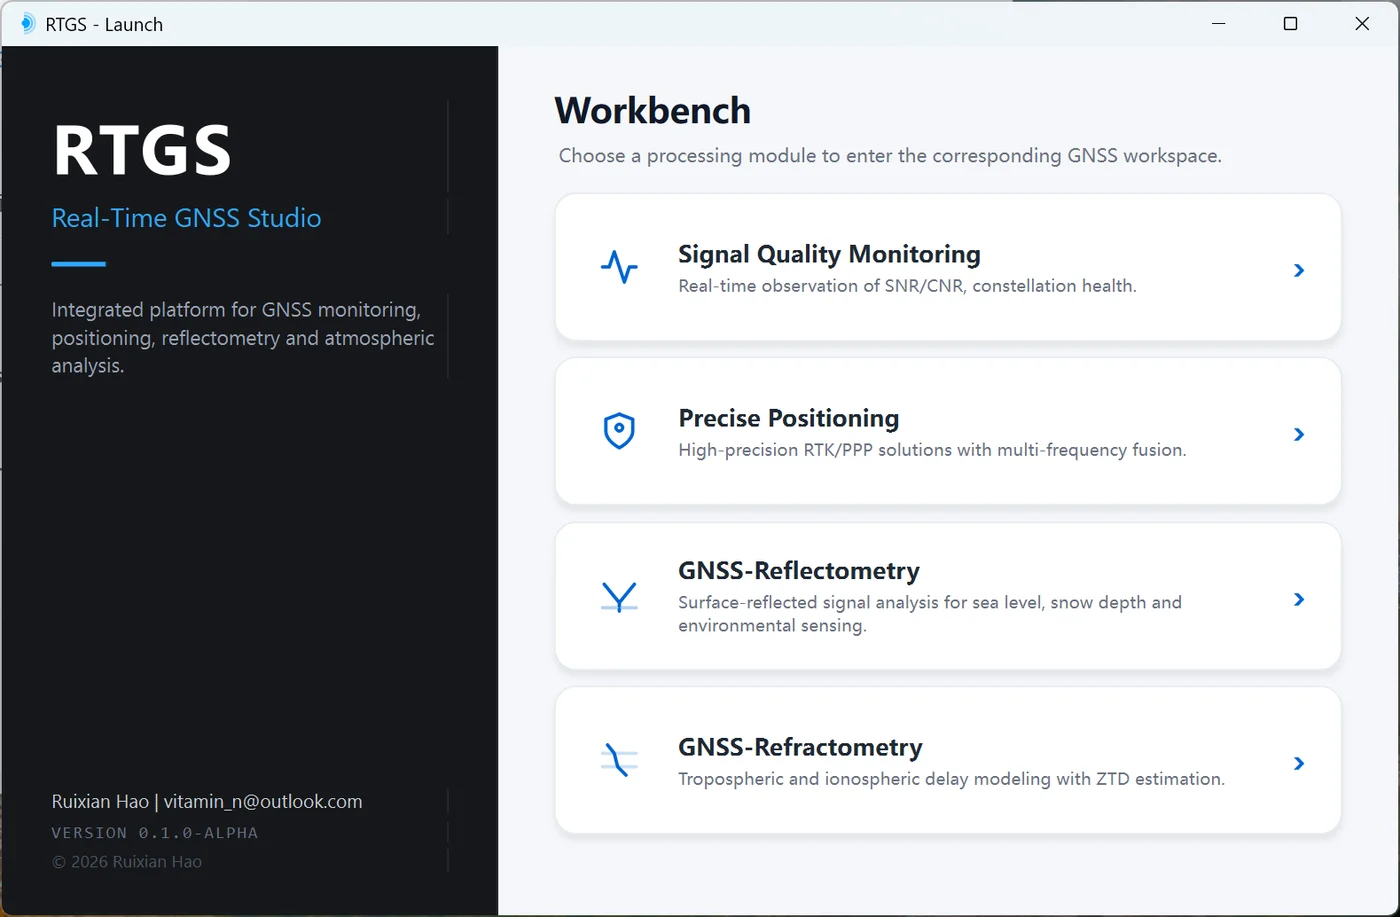 RTGS - Launch
RTGS
Real-Time GNSS Studio
Integrated platform for GNSS monitoring,
positioning, reflectometry and atmospheric
analysis.
Ruixian Hao | vitamin_n@outlook.com
VERSION 0.1.0-ALPHA
© 2026 Ruixian Hao
Workbench
Choose a processing module to enter the corresponding GNSS workspace.
Signal Quality Monitoring
Real-time observation of SNR/CNR, constellation health.
Precise Positioning
High-precision RTK/PPP solutions with multi-frequency fusion.
GNSS-Reflectometry
Surface-reflected signal analysis for sea level, snow depth and
environmental sensing.
GNSS-Refractometry
Tropospheric and ionospheric delay modeling with ZTD estimation.